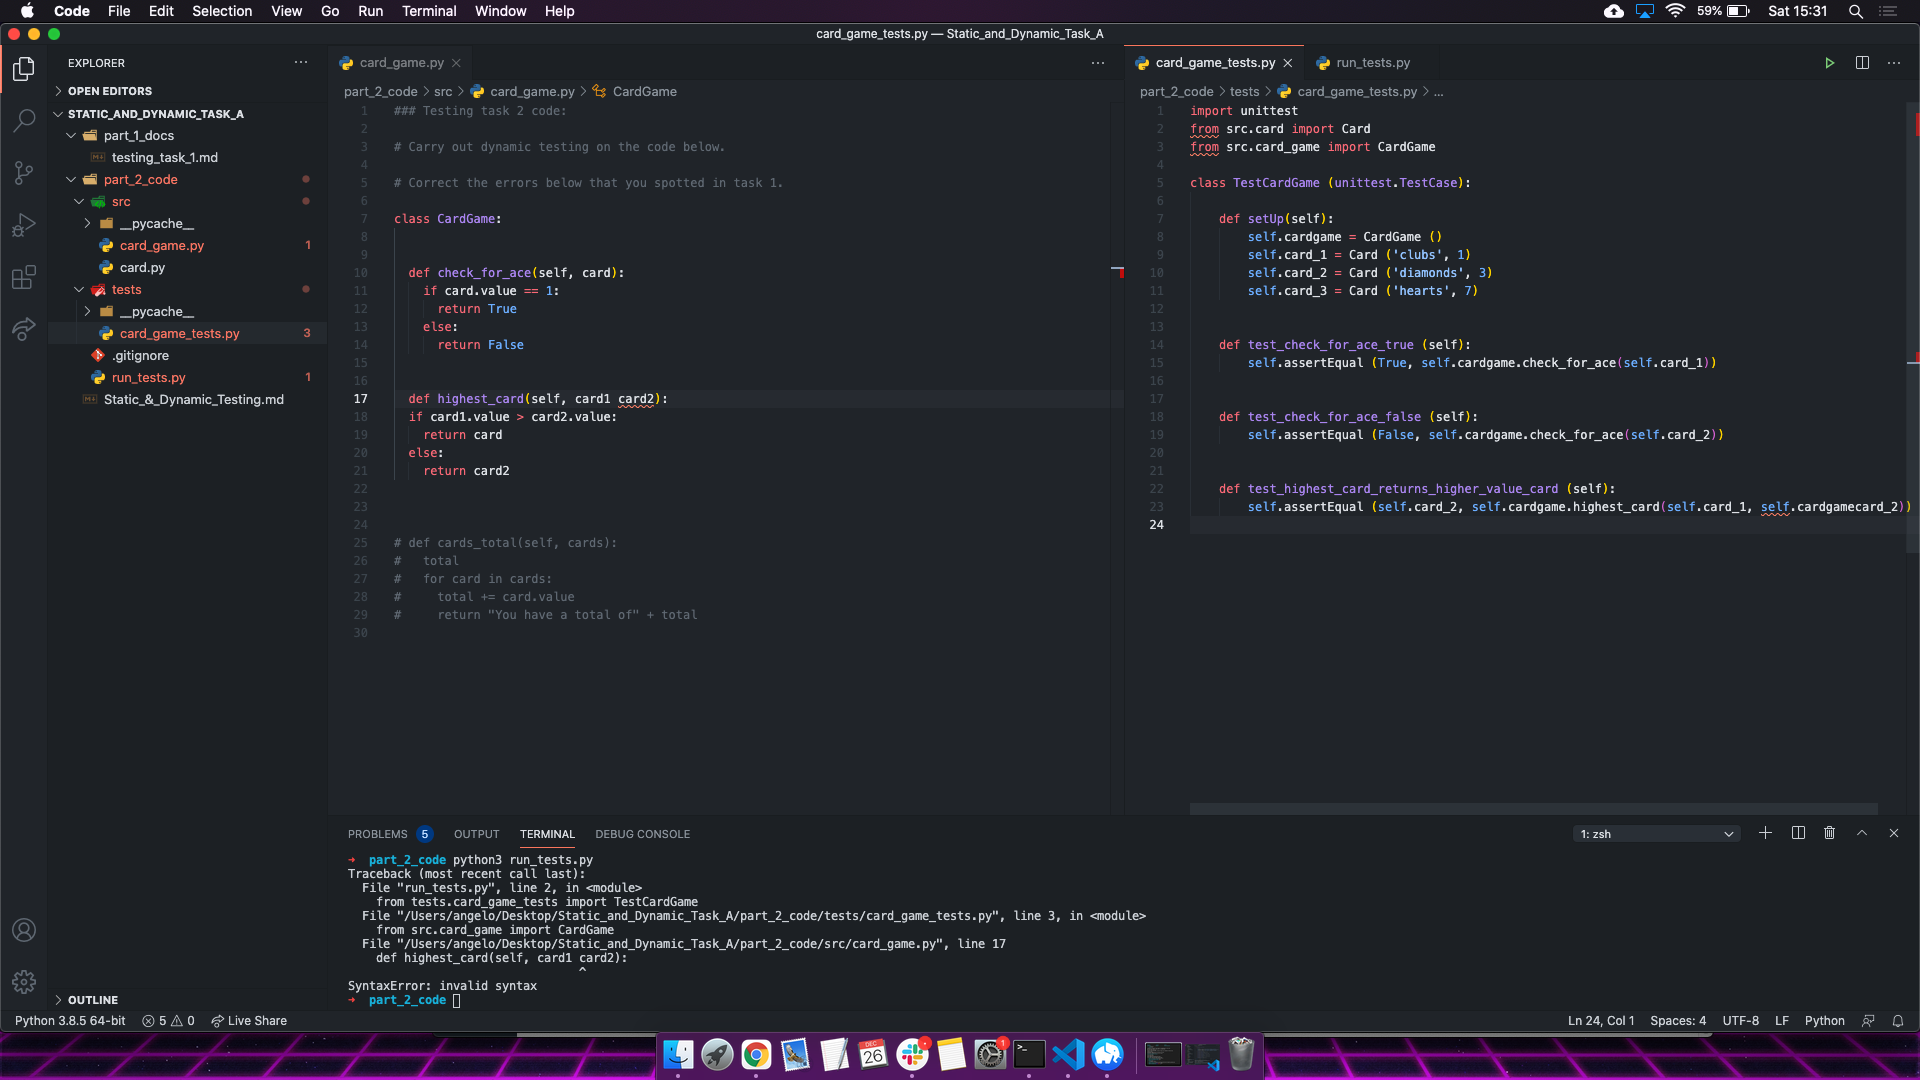 Code File Edit Selection View Go Run Terminal Window Help 59% Sat 15:31
card_game_tests.py — Static_and_Dynamic_Task_A
EXPLORER
OPEN EDITORS
STATIC_AND_DYNAMIC_TASK_A
part_1_docs
testing_task_1.md
part_2_code
src
__pycache__
card_game.py 1
card.py
tests
__pycache__
card_game_tests.py 3
.gitignore
run_tests.py 1
Static_&_Dynamic_Testing.md
OUTLINE
card_game.py
part_2_code > src > card_game.py > CardGame
1 ### Testing task 2 code:
2
3 # Carry out dynamic testing on the code below.
4
5 # Correct the errors below that you spotted in task 1.
6
7 class CardGame:
8
9
10 def check_for_ace(self, card):
11 if card.value == 1:
12 return True
13 else:
14 return False
15
16
17 def highest_card(self, card1 card2):
18 if card1.value > card2.value:
19 return card
20 else:
21 return card2
22
23
24
25 # def cards_total(self, cards):
26 # total
27 # for card in cards:
28 # total += card.value
29 # return "You have a total of" + total
30
card_game_tests.py run_tests.py
part_2_code > tests > card_game_tests.py > ...
1 import unittest
2 from src.card import Card
3 from src.card_game import CardGame
4
5 class TestCardGame (unittest.TestCase):
6
7 def setUp(self):
8 self.cardgame = CardGame ()
9 self.card_1 = Card ('clubs', 1)
10 self.card_2 = Card ('diamonds', 3)
11 self.card_3 = Card ('hearts', 7)
12
13
14 def test_check_for_ace_true (self):
15 self.assertEqual (True, self.cardgame.check_for_ace(self.card_1))
16
17
18 def test_check_for_ace_false (self):
19 self.assertEqual (False, self.cardgame.check_for_ace(self.card_2))
20
21
22 def test_highest_card_returns_higher_value_card (self):
23 self.assertEqual (self.card_2, self.cardgame.highest_card(self.card_1, self.cardgamecard_2))
24
PROBLEMS 5 OUTPUT TERMINAL DEBUG CONSOLE 1: zsh
→ part_2_code python3 run_tests.py
Traceback (most recent call last):
File "run_tests.py", line 2, in <module>
from tests.card_game_tests import TestCardGame
File "/Users/angelo/Desktop/Static_and_Dynamic_Task_A/part_2_code/tests/card_game_tests.py", line 3, in <module>
from src.card_game import CardGame
File "/Users/angelo/Desktop/Static_and_Dynamic_Task_A/part_2_code/src/card_game.py", line 17
def highest_card(self, card1 card2):
^
SyntaxError: invalid syntax
→ part_2_code
Python 3.8.5 64-bit 5 0 Live Share Ln 24, Col 1 Spaces: 4 UTF-8 LF Python
DEC
26
1